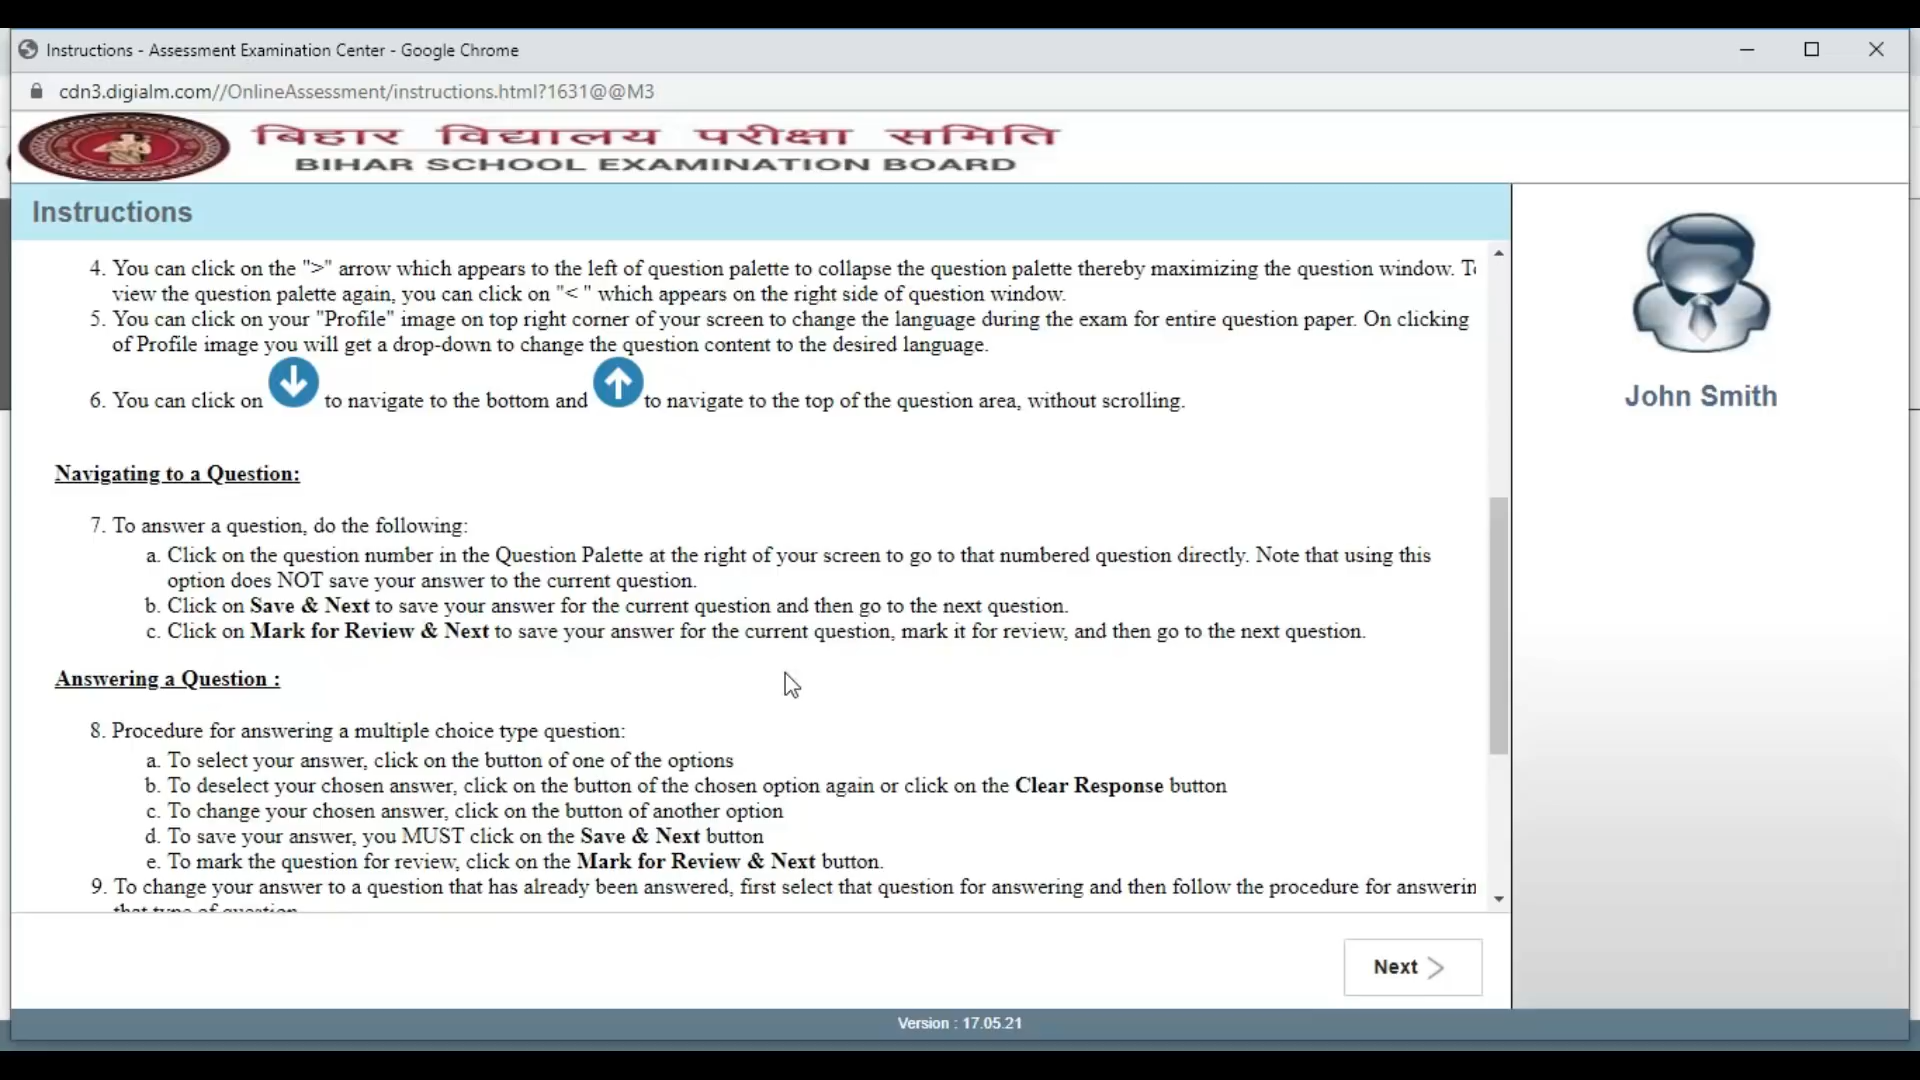 Instructions - Assessment Examination Center - Google Chrome
cdn3.digialm.com//OnlineAssessment/instructions.html?1631@@M3
बिहार विद्यालय परीक्षा समिति
BIHAR SCHOOL EXAMINATION BOARD
Instructions
4. You can click on the ">" arrow which appears to the left of question palette to collapse the question palette thereby maximizing the question window. To
view the question palette again, you can click on "< " which appears on the right side of question window.
5. You can click on your "Profile" image on top right corner of your screen to change the language during the exam for entire question paper. On clicking
of Profile image you will get a drop-down to change the question content to the desired language.
6. You can click on to navigate to the bottom and to navigate to the top of the question area, without scrolling.
Navigating to a Question:
7. To answer a question, do the following:
a. Click on the question number in the Question Palette at the right of your screen to go to that numbered question directly. Note that using this
option does NOT save your answer to the current question.
b. Click on Save & Next to save your answer for the current question and then go to the next question.
c. Click on Mark for Review & Next to save your answer for the current question, mark it for review, and then go to the next question.
Answering a Question :
8. Procedure for answering a multiple choice type question:
a. To select your answer, click on the button of one of the options
b. To deselect your chosen answer, click on the button of the chosen option again or click on the Clear Response button
c. To change your chosen answer, click on the button of another option
d. To save your answer, you MUST click on the Save & Next button
e. To mark the question for review, click on the Mark for Review & Next button.
9. To change your answer to a question that has already been answered, first select that question for answering and then follow the procedure for answerin
that type of question
Next
John Smith
Version : 17.05.21